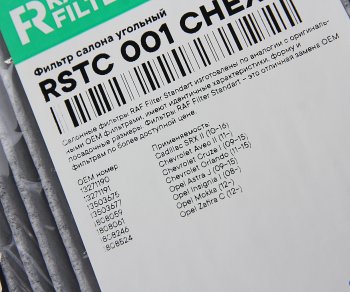 RAF
FILTER
Фильтр салона угольный
RSTC 001 CHEX
Салонные фильтры RAF Filter Standart изготовлены по аналогии с оригиналь-
ными OEM фильтрами, имеют идентичные характеристики, форму и
посадочные размеры. Фильтры RAF Filter Standart – это отличная замена OEM
фильтрам по более доступной цене.
OEM номер
13271190
13271191
13503675
13503677
1808059
1808061
1808246
1808524
Применяемость
Cadillac SRX II (10-16)
Chevrolet Aveo II (11-)
Chevrolet Cruze I (09-15)
Chevrolet Orlando (11-15)
Opel Astra J (09-15)
Opel Insignia I (08-)
Opel Mokka (12-)
Opel Zafira C (12-)